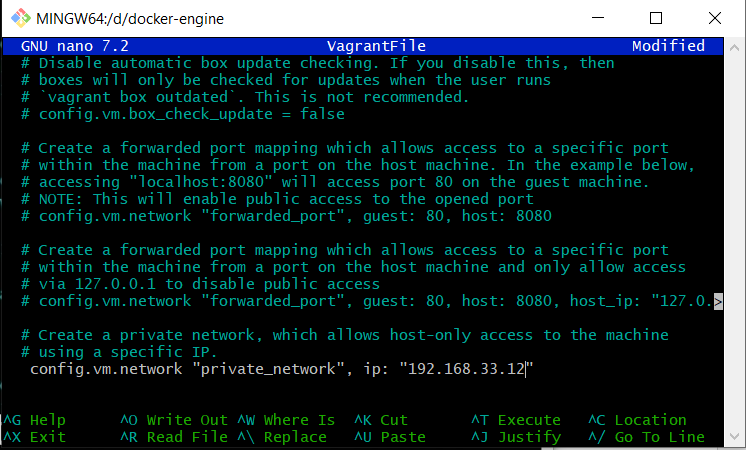 MINGW64:/d/docker-engine
GNU nano 7.2 VagrantFile Modified
# Disable automatic box update checking. If you disable this, then
# boxes will only be checked for updates when the user runs
# `vagrant box outdated`. This is not recommended.
# config.vm.box_check_update = false
# Create a forwarded port mapping which allows access to a specific port
# within the machine from a port on the host machine. In the example below,
# accessing "localhost:8080" will access port 80 on the guest machine.
# NOTE: This will enable public access to the opened port
# config.vm.network "forwarded_port", guest: 80, host: 8080
# Create a forwarded port mapping which allows access to a specific port
# within the machine from a port on the host machine and only allow access
# via 127.0.0.1 to disable public access
# config.vm.network "forwarded_port", guest: 80, host: 8080, host_ip: "127.0.>
# Create a private network, which allows host-only access to the machine
# using a specific IP.
config.vm.network "private_network", ip: "192.168.33.12"
^G Help ^O Write Out ^W Where Is ^K Cut ^T Execute ^C Location
^X Exit ^R Read File ^\ Replace ^U Paste ^J Justify ^/ Go To Line